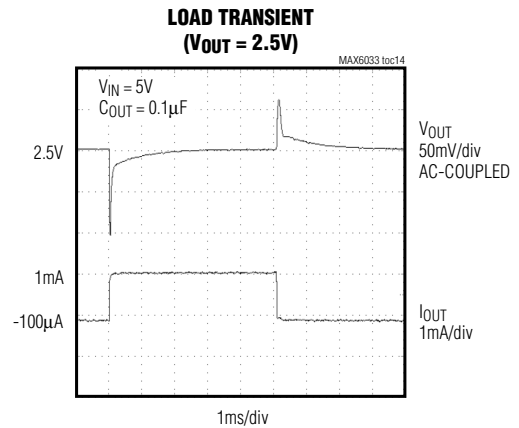 LOAD TRANSIENT
(VOUT = 2.5V)
MAX6033 toc14
VIN = 5V
COUT = 0.1μF
2.5V
VOUT
50mV/div
AC-COUPLED
1mA
-100μA
IOUT
1mA/div
1ms/div